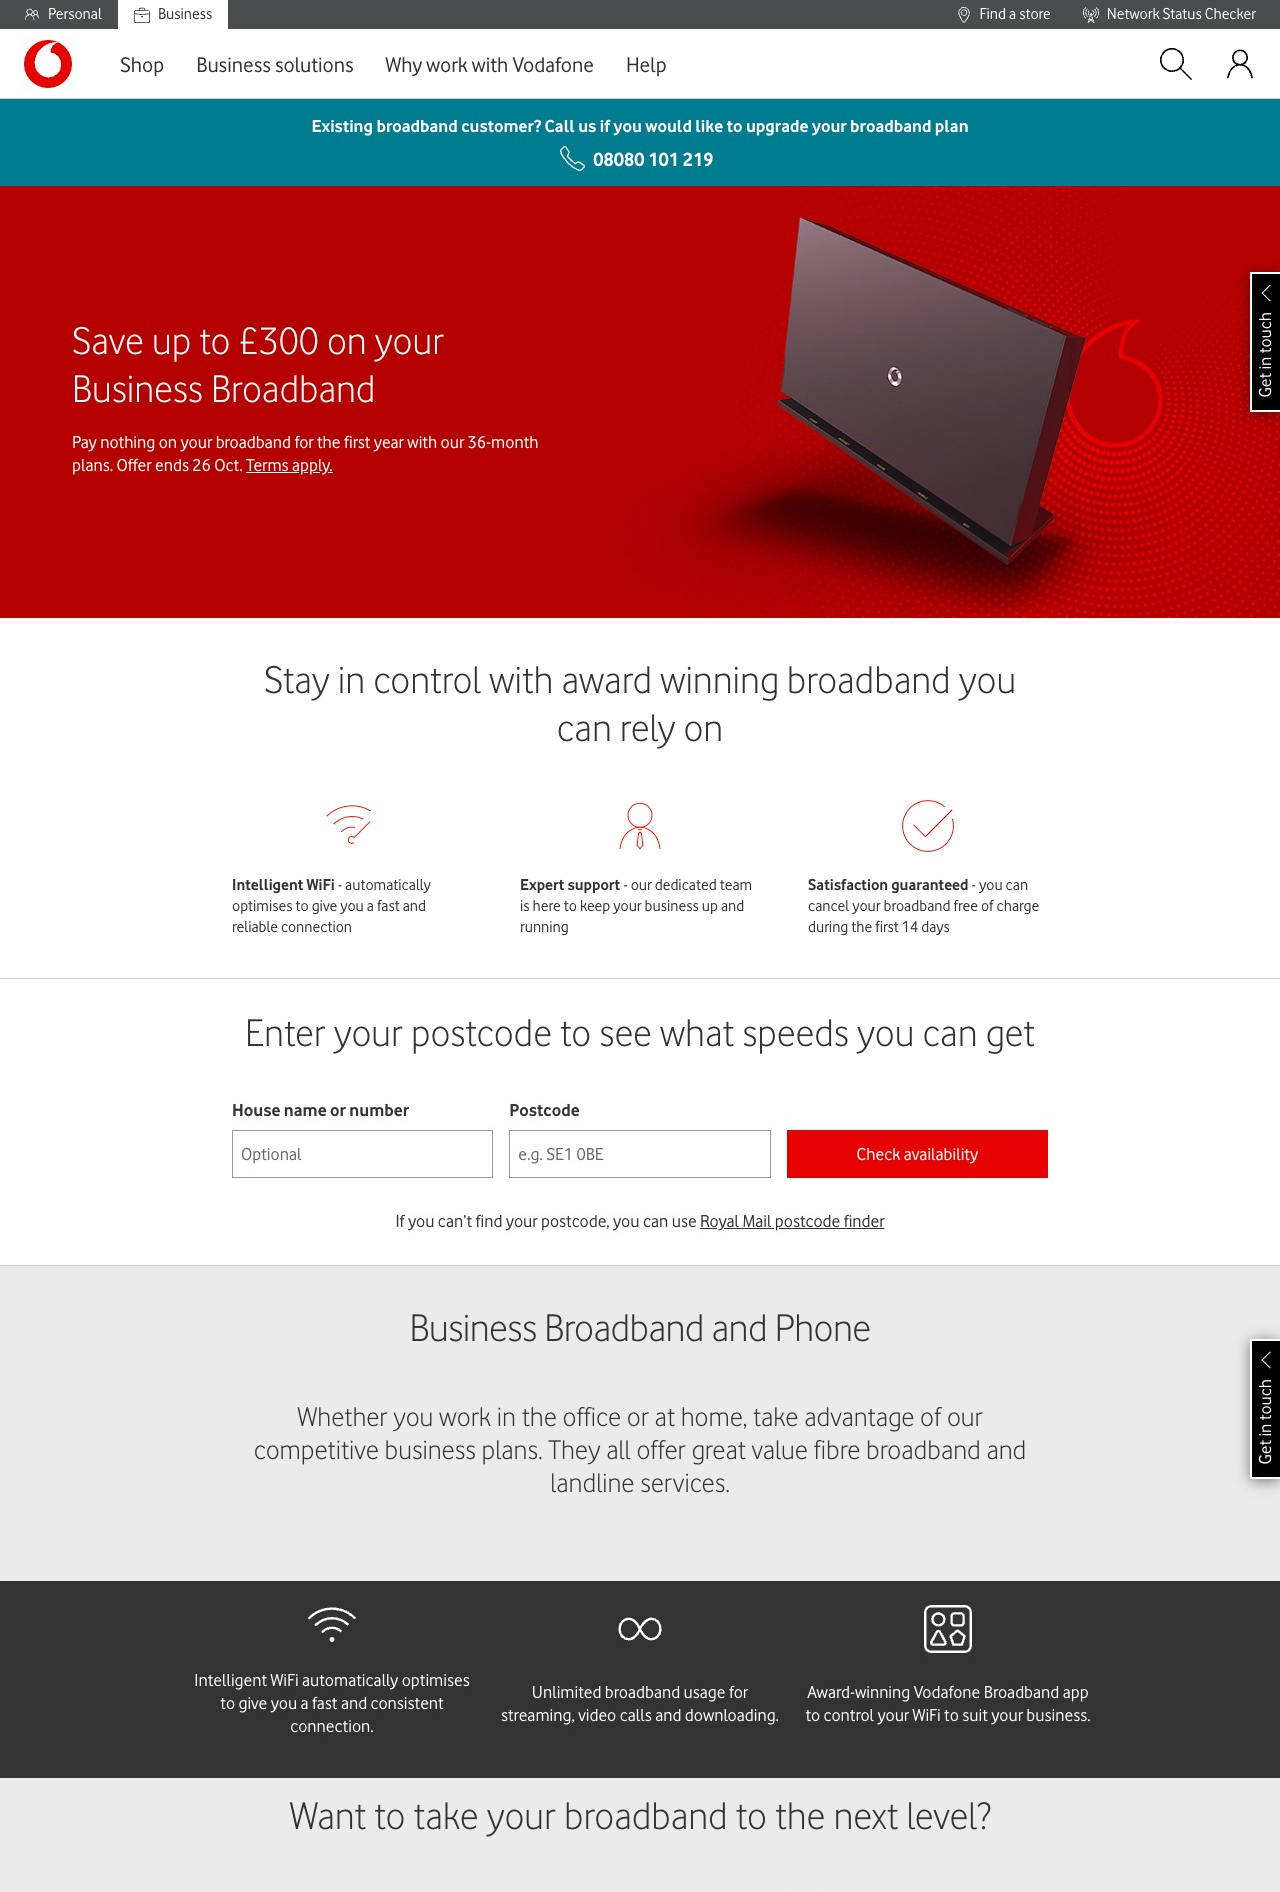 Personal
Business
Find a store
Network Status Checker
Shop
Business solutions
Why work with Vodafone
Help
Existing broadband customer? Call us if you would like to upgrade your broadband plan
08080 101 219
Save up to £300 on your
Business Broadband
Pay nothing on your broadband for the first year with our 36-month
plans. Offer ends 26 Oct. Terms apply.
Get in touch
Stay in control with award winning broadband you
can rely on
Intelligent WiFi - automatically
optimises to give you a fast and
reliable connection
Expert support - our dedicated team
is here to keep your business up and
running
Satisfaction guaranteed - you can
cancel your broadband free of charge
during the first 14 days
Enter your postcode to see what speeds you can get
House name or number
Optional
Postcode
e.g. SE1 0BE
Check availability
If you can’t find your postcode, you can use Royal Mail postcode finder
Business Broadband and Phone
Whether you work in the office or at home, take advantage of our
competitive business plans. They all offer great value fibre broadband and
landline services.
Get in touch
Intelligent WiFi automatically optimises
to give you a fast and consistent
connection.
Unlimited broadband usage for
streaming, video calls and downloading.
Award-winning Vodafone Broadband app
to control your WiFi to suit your business.
Want to take your broadband to the next level?